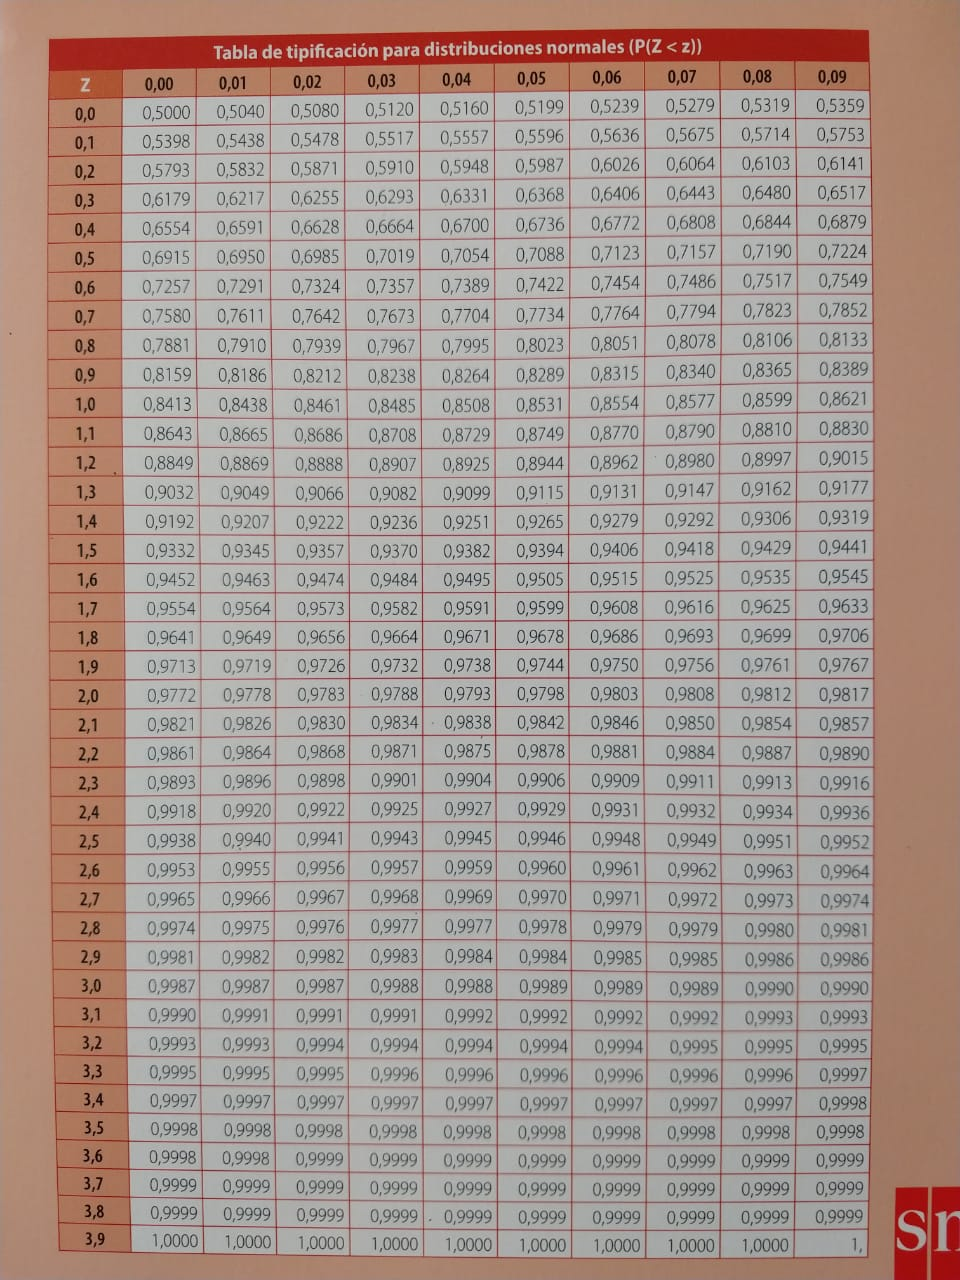 Tabla de tipificación para distribuciones normales (P(Z < z))
Z 0,00 0,01 0,02 0,03 0,04 0,05 0,06 0,07 0,08 0,09
0,0 0,5000 0,5040 0,5080 0,5120 0,5160 0,5199 0,5239 0,5279 0,5319 0,5359
0,1 0,5398 0,5438 0,5478 0,5517 0,5557 0,5596 0,5636 0,5675 0,5714 0,5753
0,2 0,5793 0,5832 0,5871 0,5910 0,5948 0,5987 0,6026 0,6064 0,6103 0,6141
0,3 0,6179 0,6217 0,6255 0,6293 0,6331 0,6368 0,6406 0,6443 0,6480 0,6517
0,4 0,6554 0,6591 0,6628 0,6664 0,6700 0,6736 0,6772 0,6808 0,6844 0,6879
0,5 0,6915 0,6950 0,6985 0,7019 0,7054 0,7088 0,7123 0,7157 0,7190 0,7224
0,6 0,7257 0,7291 0,7324 0,7357 0,7389 0,7422 0,7454 0,7486 0,7517 0,7549
0,7 0,7580 0,7611 0,7642 0,7673 0,7704 0,7734 0,7764 0,7794 0,7823 0,7852
0,8 0,7881 0,7910 0,7939 0,7967 0,7995 0,8023 0,8051 0,8078 0,8106 0,8133
0,9 0,8159 0,8186 0,8212 0,8238 0,8264 0,8289 0,8315 0,8340 0,8365 0,8389
1,0 0,8413 0,8438 0,8461 0,8485 0,8508 0,8531 0,8554 0,8577 0,8599 0,8621
1,1 0,8643 0,8665 0,8686 0,8708 0,8729 0,8749 0,8770 0,8790 0,8810 0,8830
1,2 0,8849 0,8869 0,8888 0,8907 0,8925 0,8944 0,8962 0,8980 0,8997 0,9015
1,3 0,9032 0,9049 0,9066 0,9082 0,9099 0,9115 0,9131 0,9147 0,9162 0,9177
1,4 0,9192 0,9207 0,9222 0,9236 0,9251 0,9265 0,9279 0,9292 0,9306 0,9319
1,5 0,9332 0,9345 0,9357 0,9370 0,9382 0,9394 0,9406 0,9418 0,9429 0,9441
1,6 0,9452 0,9463 0,9474 0,9484 0,9495 0,9505 0,9515 0,9525 0,9535 0,9545
1,7 0,9554 0,9564 0,9573 0,9582 0,9591 0,9599 0,9608 0,9616 0,9625 0,9633
1,8 0,9641 0,9649 0,9656 0,9664 0,9671 0,9678 0,9686 0,9693 0,9699 0,9706
1,9 0,9713 0,9719 0,9726 0,9732 0,9738 0,9744 0,9750 0,9756 0,9761 0,9767
2,0 0,9772 0,9778 0,9783 0,9788 0,9793 0,9798 0,9803 0,9808 0,9812 0,9817
2,1 0,9821 0,9826 0,9830 0,9834 0,9838 0,9842 0,9846 0,9850 0,9854 0,9857
2,2 0,9861 0,9864 0,9868 0,9871 0,9875 0,9878 0,9881 0,9884 0,9887 0,9890
2,3 0,9893 0,9896 0,9898 0,9901 0,9904 0,9906 0,9909 0,9911 0,9913 0,9916
2,4 0,9918 0,9920 0,9922 0,9925 0,9927 0,9929 0,9931 0,9932 0,9934 0,9936
2,5 0,9938 0,9940 0,9941 0,9943 0,9945 0,9946 0,9948 0,9949 0,9951 0,9952
2,6 0,9953 0,9955 0,9956 0,9957 0,9959 0,9960 0,9961 0,9962 0,9963 0,9964
2,7 0,9965 0,9966 0,9967 0,9968 0,9969 0,9970 0,9971 0,9972 0,9973 0,9974
2,8 0,9974 0,9975 0,9976 0,9977 0,9977 0,9978 0,9979 0,9979 0,9980 0,9981
2,9 0,9981 0,9982 0,9982 0,9983 0,9984 0,9984 0,9985 0,9985 0,9986 0,9986
3,0 0,9987 0,9987 0,9987 0,9988 0,9988 0,9989 0,9989 0,9989 0,9990 0,9990
3,1 0,9990 0,9991 0,9991 0,9991 0,9992 0,9992 0,9992 0,9992 0,9993 0,9993
3,2 0,9993 0,9993 0,9994 0,9994 0,9994 0,9994 0,9994 0,9995 0,9995 0,9995
3,3 0,9995 0,9995 0,9995 0,9996 0,9996 0,9996 0,9996 0,9996 0,9996 0,9997
3,4 0,9997 0,9997 0,9997 0,9997 0,9997 0,9997 0,9997 0,9997 0,9997 0,9998
3,5 0,9998 0,9998 0,9998 0,9998 0,9998 0,9998 0,9998 0,9998 0,9998 0,9998
3,6 0,9998 0,9998 0,9999 0,9999 0,9999 0,9999 0,9999 0,9999 0,9999 0,9999
3,7 0,9999 0,9999 0,9999 0,9999 0,9999 0,9999 0,9999 0,9999 0,9999 0,9999
3,8 0,9999 0,9999 0,9999 0,9999 0,9999 0,9999 0,9999 0,9999 0,9999 0,9999
3,9 1,0000 1,0000 1,0000 1,0000 1,0000 1,0000 1,0000 1,0000 1,0000 1,
sm